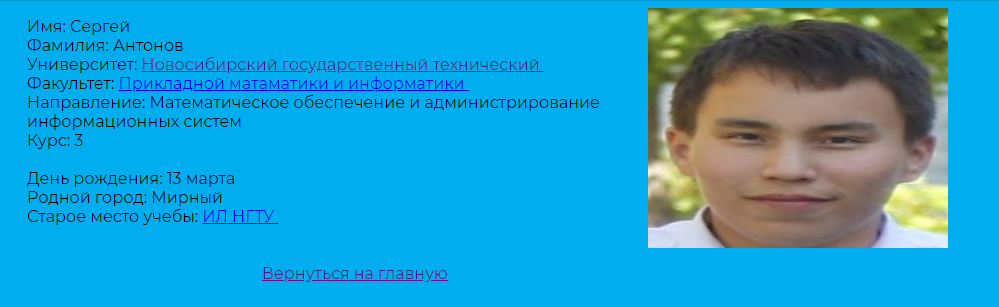 Имя: Сергей
Фамилия: Антонов
Университет: Новосибирский государственный технический
Факультет: Прикладной матаматики и информатики
Направление: Математическое обеспечение и администрирование
информационных систем
Курс: 3
День рождения: 13 марта
Родной город: Мирный
Старое место учебы: ИЛ НГТУ
Вернуться на главную